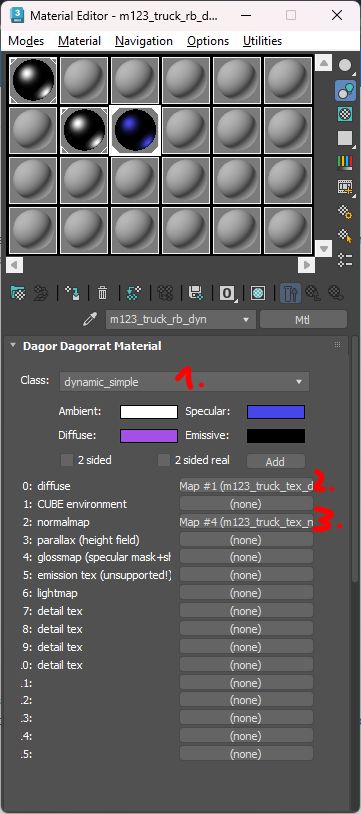 Material Editor - m123_truck_rb_d...
Modes Material Navigation Options Utilities
0
m123_truck_rb_dyn Mtl
Dagor Dagorrat Material
Class: dynamic_simple 1.
Ambient: Specular:
Diffuse: Emissive:
2 sided 2 sided real Add
0: diffuse Map #1 (m123_truck_tex_d 2.
1: CUBE environment (none)
2: normalmap Map #4 (m123_truck_tex_n 3.
3: parallax (height field) (none)
4: glossmap (specular mask+sh (none)
5: emission tex (unsupported!) (none)
6: lightmap (none)
7: detail tex (none)
8: detail tex (none)
9: detail tex (none)
.0: detail tex (none)
.1: (none)
.2: (none)
.3: (none)
.4: (none)
.5: (none)